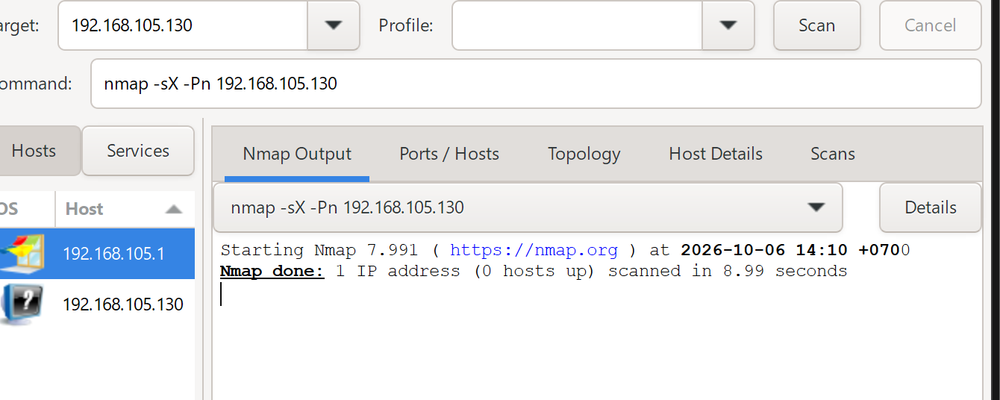 arget: 192.168.105.130 Profile: Scan Cancel
ommand: nmap -sX -Pn 192.168.105.130
Hosts Services
Nmap Output Ports / Hosts Topology Host Details Scans
OS Host
nmap -sX -Pn 192.168.105.130 Details
192.168.105.1
192.168.105.130
Starting Nmap 7.991 ( https://nmap.org ) at 2026-10-06 14:10 +0700
Nmap done: 1 IP address (0 hosts up) scanned in 8.99 seconds